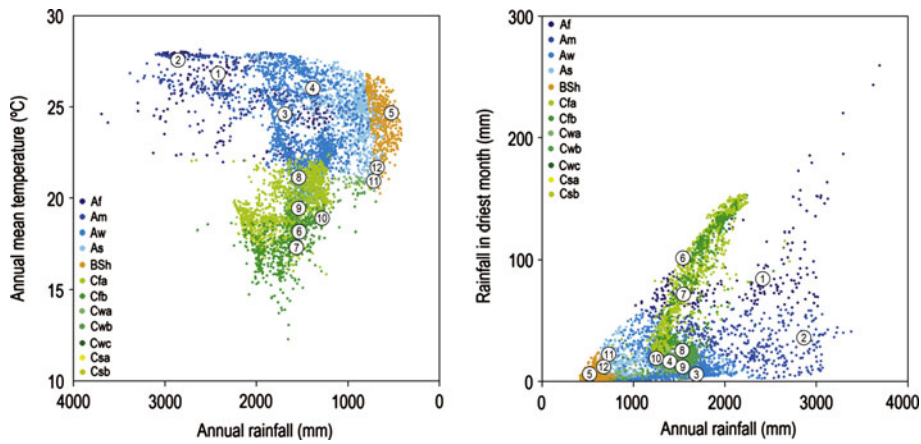 Annual mean temperature (ºC)
30
25
20
15
10
4000 3000 2000 1000 0
Annual rainfall (mm)
Af
Am
Aw
As
BSh
Cfa
Cfb
Cwa
Cwb
Cwc
Csa
Csb
2
1
4
3
5
12
11
8
9
10
6
7
Rainfall in driest month (mm)
300
200
100
0
0 1000 2000 3000 4000
Annual rainfall (mm)
Af
Am
Aw
As
BSh
Cfa
Cfb
Cwa
Cwb
Cwc
Csa
Csb
6
1
7
2
8
11
10
4
12
9
5
3